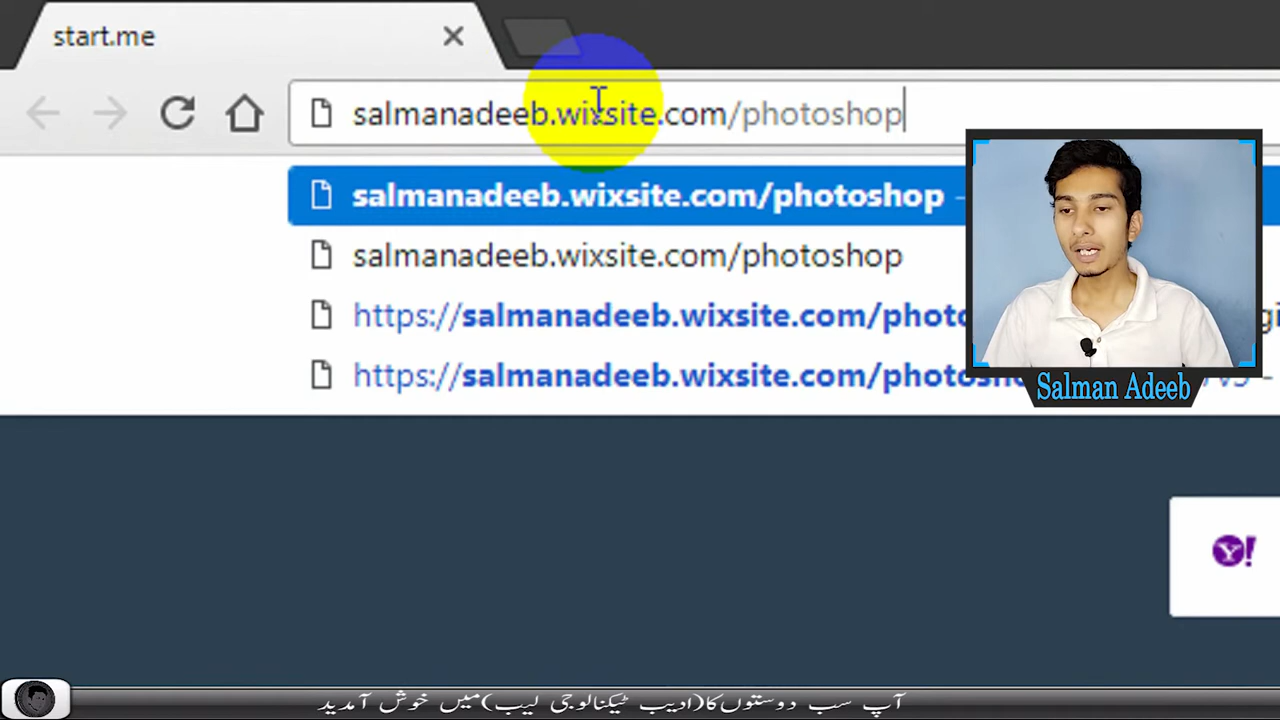 start.me
salmanadeeb.wixsite.com/photoshop
salmanadeeb.wixsite.com/photoshop
salmanadeeb.wixsite.com/photoshop
https://salmanadeeb.wixsite.com/photo
https://salmanadeeb.wixsite.com/photosho
Salman Adeeb
Y!
آپ سب دوستوں کا (ادیب ٹیکنالوجی لیب) میں خوش آمدید